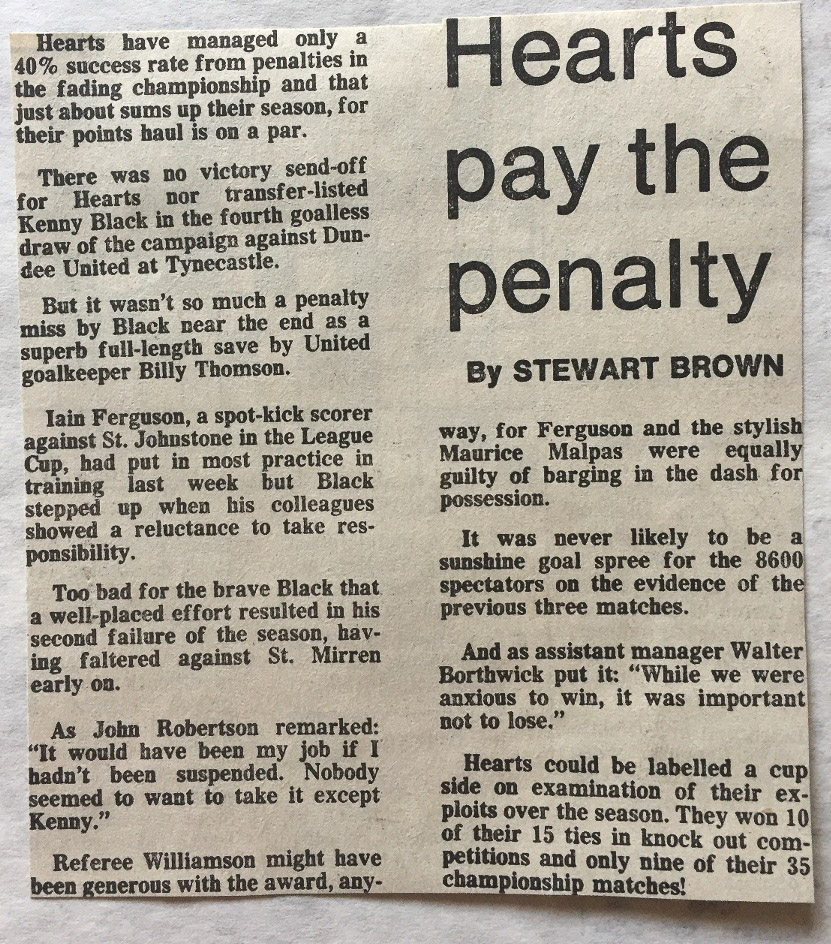 Hearts
pay the
penalty
By STEWART BROWN
Hearts have managed only a
40% success rate from penalties in
the fading championship and that
just about sums up their season, for
their points haul is on a par.
There was no victory send-off
for Hearts nor transfer-listed
Kenny Black in the fourth goalless
draw of the campaign against Dun-
dee United at Tynecastle.
But it wasn't so much a penalty
miss by Black near the end as a
superb full-length save by United
goalkeeper Billy Thomson.
Iain Ferguson, a spot-kick scorer
against St. Johnstone in the League
Cup, had put in most practice in
training last week but Black
stepped up when his colleagues
showed a reluctance to take res-
ponsibility.
Too bad for the brave Black that
a well-placed effort resulted in his
second failure of the season, hav-
ing faltered against St. Mirren
early on.
As John Robertson remarked:
“It would have been my job if I
hadn't been suspended. Nobody
seemed to want to take it except
Kenny.”
Referee Williamson might have
been generous with the award, any-
way, for Ferguson and the stylish
Maurice Malpas were equally
guilty of barging in the dash for
possession.
It was never likely to be a
sunshine goal spree for the 8600
spectators on the evidence of the
previous three matches.
And as assistant manager Walter
Borthwick put it: “While we were
anxious to win, it was important
not to lose.”
Hearts could be labelled a cup
side on examination of their ex-
ploits over the season. They won 10
of their 15 ties in knock out com-
petitions and only nine of their 35
championship matches!